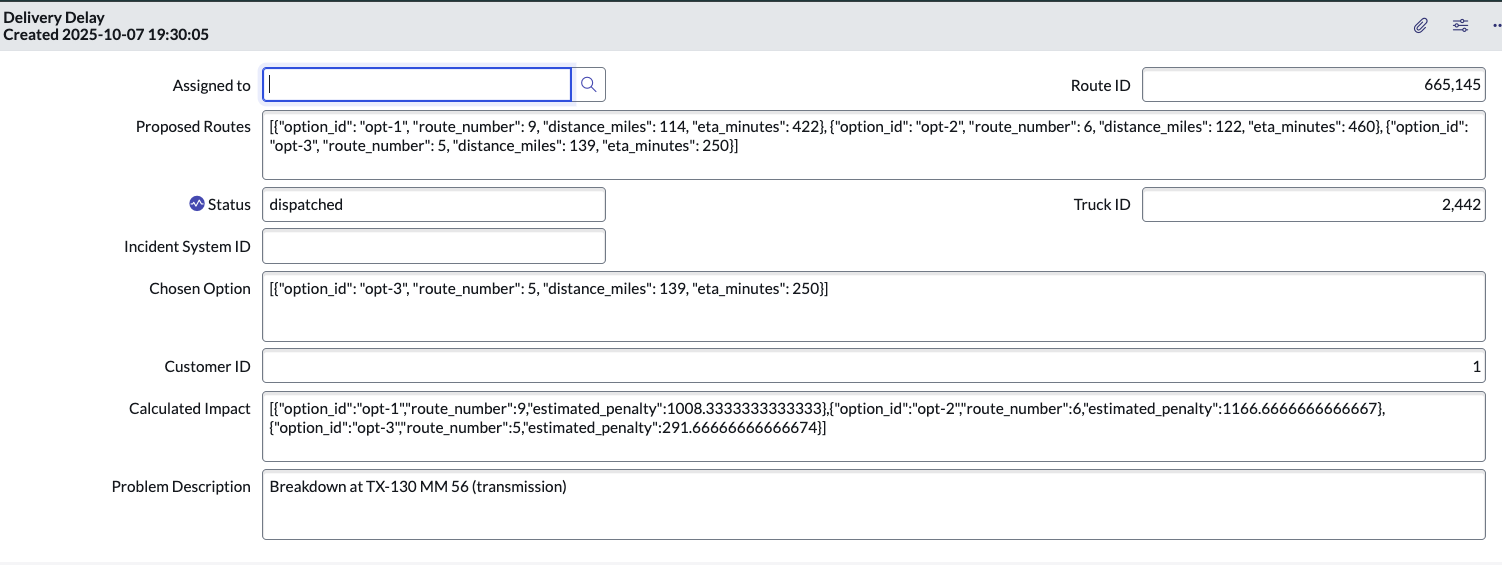 Delivery Delay
Created 2025-10-07 19:30:05
Assigned to
Route ID 665,145
Proposed Routes [{"option_id": "opt-1", "route_number": 9, "distance_miles": 114, "eta_minutes": 422}, {"option_id": "opt-2", "route_number": 6, "distance_miles": 122, "eta_minutes": 460}, {"option_id":
"opt-3", "route_number": 5, "distance_miles": 139, "eta_minutes": 250}]
Status dispatched
Truck ID 2,442
Incident System ID
Chosen Option [{"option_id": "opt-3", "route_number": 5, "distance_miles": 139, "eta_minutes": 250}]
Customer ID 1
Calculated Impact [{"option_id":"opt-1","route_number":9,"estimated_penalty":1008.3333333333333},{"option_id":"opt-2","route_number":6,"estimated_penalty":1166.6666666666667},
{"option_id":"opt-3","route_number":5,"estimated_penalty":291.66666666666674}]
Problem Description Breakdown at TX-130 MM 56 (transmission)